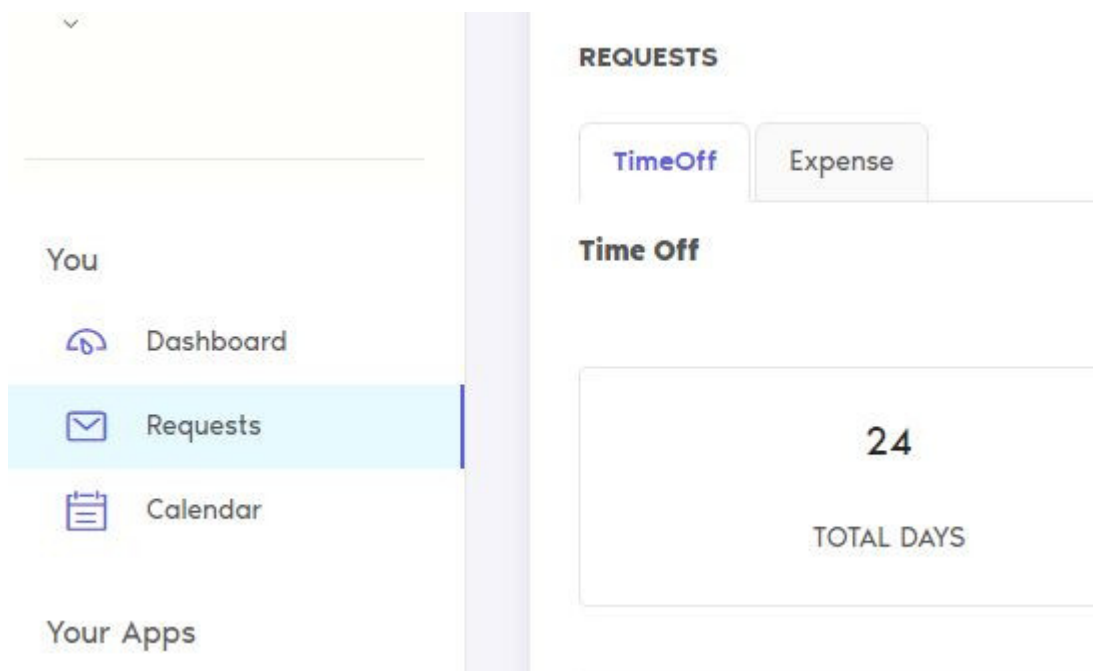 You
Dashboard
Requests
Calendar
Your Apps
REQUESTS
TimeOff
Expense
Time Off
24
TOTAL DAYS